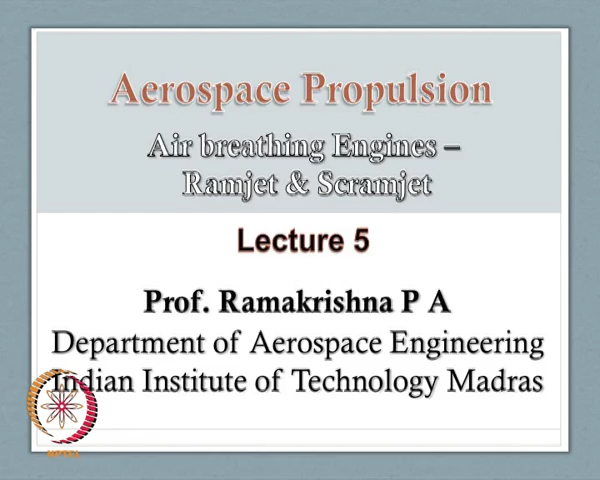 Aerospace Propulsion
Air breathing Engines –
Ramjet & Scramjet
Lecture 5
Prof. Ramakrishna P A
Department of Aerospace Engineering
Indian Institute of Technology Madras
NPTEL